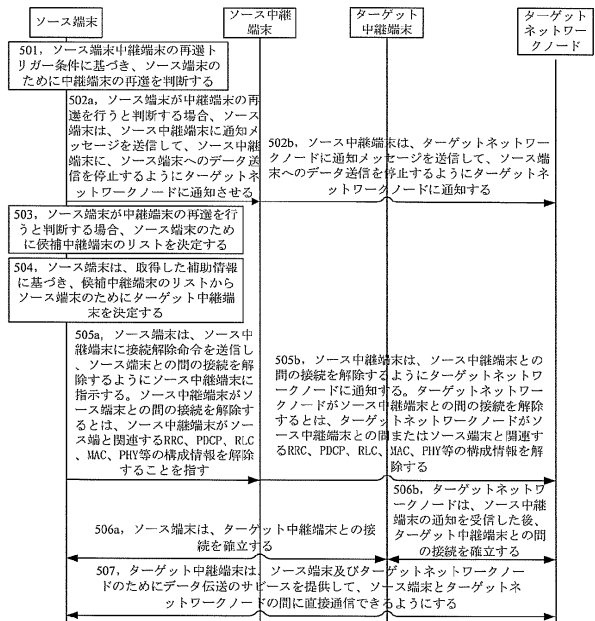 ソース端末
ソース中継
端末
ターゲット
中継端末
ターゲット
ネットワー
クノード
501，ソース端末中継端末の再選ト
リガー条件に基づき、ソース端末の
ために中継端末の再選を判断する
502a，ソース端末が中継端末の再
選を行うと判断する場合、ソース
端末は、ソース中継端末に通知メ
ッセージを送信して、ソース中継
端末に、ソース端末へのデータ送
信を停止するようにターゲットネ
ットワークノードに通知させる
502b，ソース中継端末は、ターゲットネットワー
クノードに通知メッセージを送信して、ソース端
末へのデータ送信を停止するようにターゲットネ
ットワークノードに通知する
503，ソース端末が中継端末の再選を行
うと判断する場合、ソース端末のため
に候補中継端末のリストを決定する
504，ソース端末は、取得した補助情報
に基づき、候補中継端末のリストから
ソース端末のためにターゲット中継端
末を決定する
505a，ソース端末は、ソース中
継端末に接続解除命令を送信し
、ソース端末との間の接続を解
除するようにソース中継端末に
指示する。ソース中継端末がソ
ース端末との間の接続を解除す
るとは、ソース中継端末がソー
ス端と関連するRRC、PDCP、RLC
、MAC、PHY等の構成情報を解除
することを指す
505b，ソース中継端末は、ソース中継端末との
間の接続を解除するようにターゲットネットワー
クノードに通知する。ターゲットネットワー
クノードがソース中継端末との間の接続を解除
するとは、ターゲットネットワークノードがソ
ース中継端末との間またはソース端末と関連す
るRRC、PDCP、RLC、MAC、PHY等の構成情報を解
除する
506b，ターゲットネットワ
ークノードは、ソース中継
端末の通知を受信した後、
ターゲット中継端末との間
の接続を確立する
506a，ソース端末は、ターゲット中継端末との接
続を確立する
507，ターゲット中継端末は、ソース端末及びターゲットネットワークノー
ドのためにデータ伝送のサービスを提供して、ソース端末とターゲットネ
ットワークノードの間に直接通信できるようにする